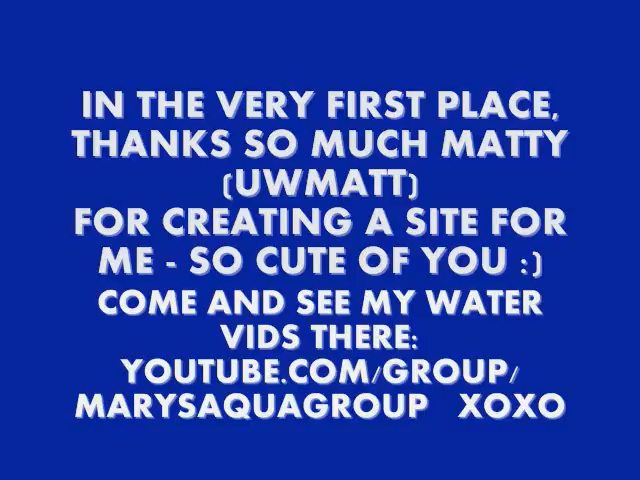 IN THE VERY FIRST PLACE,
THANKS SO MUCH MATTY
(UWMATT)
FOR CREATING A SITE FOR
ME - SO CUTE OF YOU :)
COME AND SEE MY WATER
VIDS THERE:
YOUTUBE.COM/GROUP/
MARYSAQUAGROUP XOXO